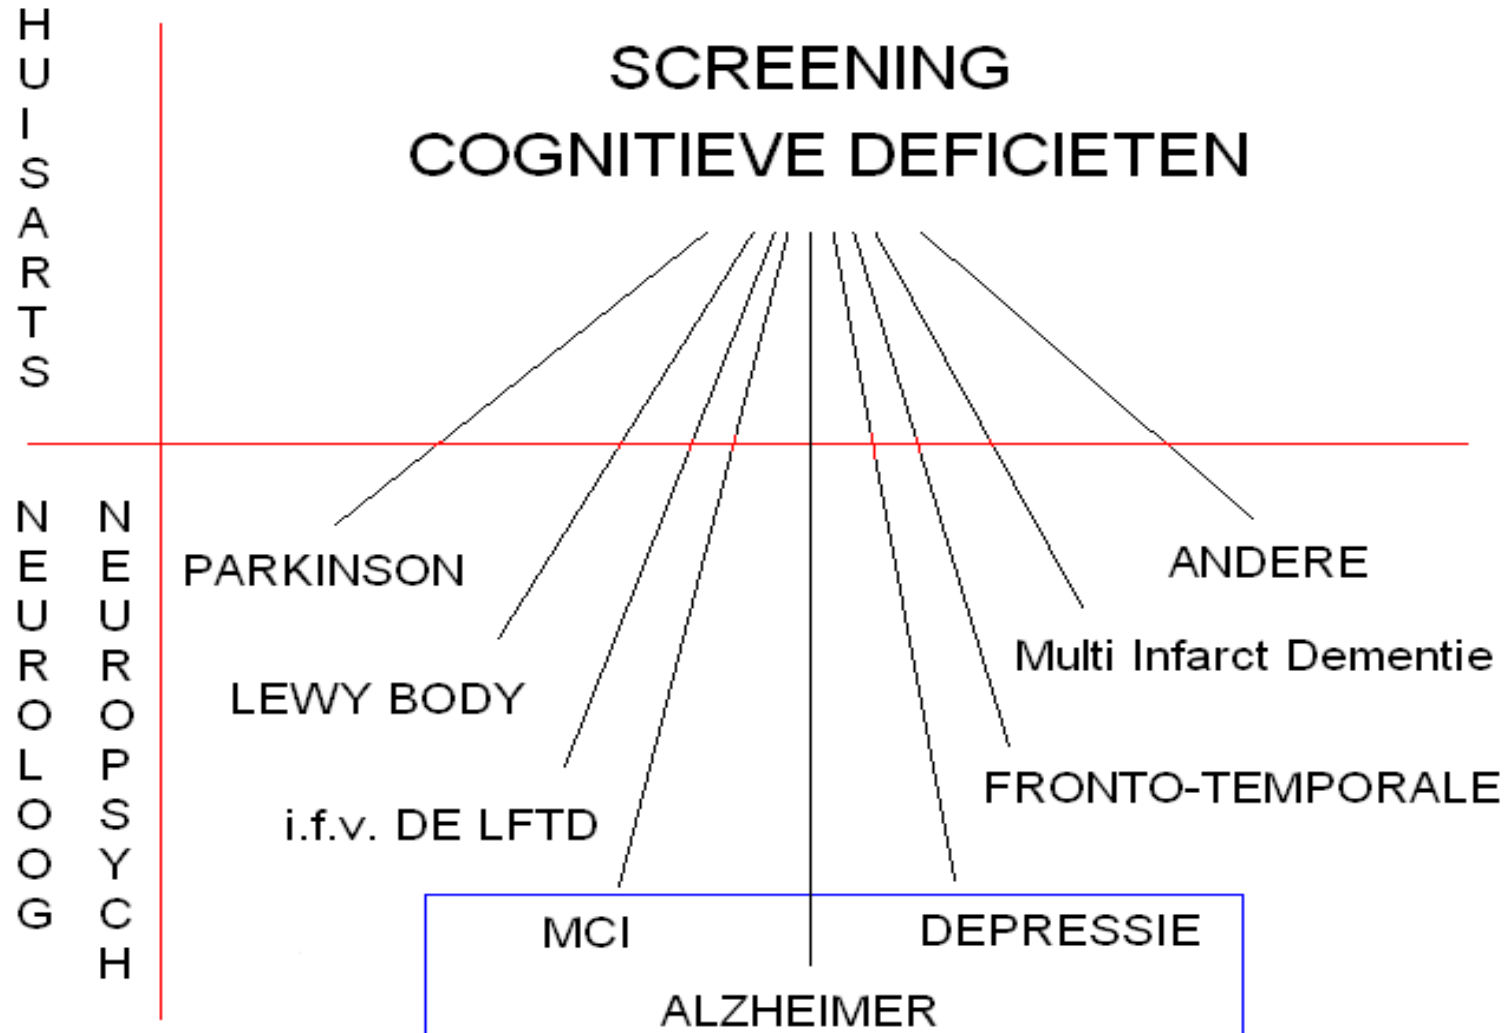 HUISARTS
SCREENING
COGNITIEVE DEFICIETEN
NEUROLOOG
NEUROPSYCH
PARKINSON
ANDERE
LEWY BODY
Multi Infarct Dementie
i.f.v. DE LFTD
FRONTO-TEMPORALE
MCI
DEPRESSIE
ALZHEIMER